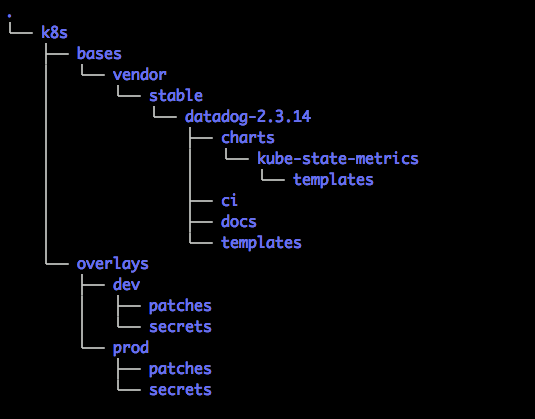 .
└── k8s
    ├── bases
    │   └── vendor
    │       └── stable
    │           └── datadog-2.3.14
    │               ├── charts
    │               │   └── kube-state-metrics
    │               │       └── templates
    │               ├── ci
    │               ├── docs
    │               └── templates
    └── overlays
        ├── dev
        │   ├── patches
        │   └── secrets
        └── prod
            ├── patches
            └── secrets